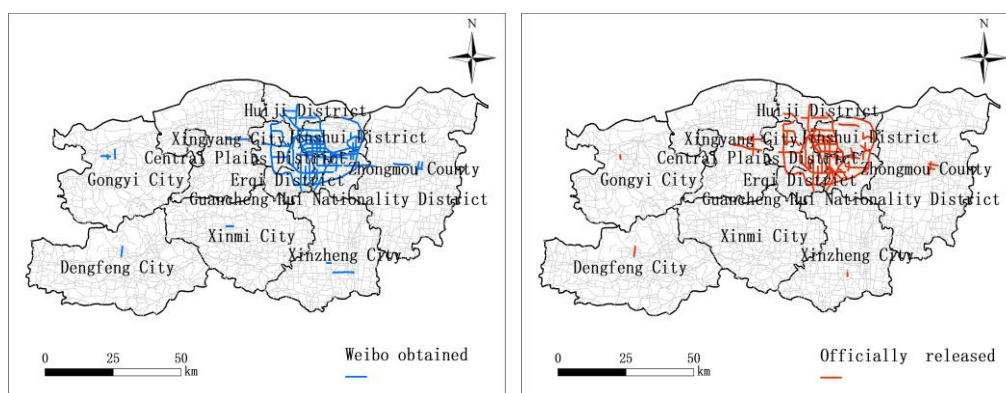 N
Huiji District
Xingyang City
Jinshui District
Central Plains District
Gongyi City
Erqi District
Zhongmou County
Guancheng Hui Nationality District
Xinmi City
Xinzheng City
Dengfeng City
0 25 50
km
Weibo obtained
N
Huiji District
Xingyang City
Jinshui District
Central Plains District
Gongyi City
Erqi District
Zhongmou County
Guancheng Hui Nationality District
Xinmi City
Xinzheng City
Dengfeng City
0 25 50
km
Officially released